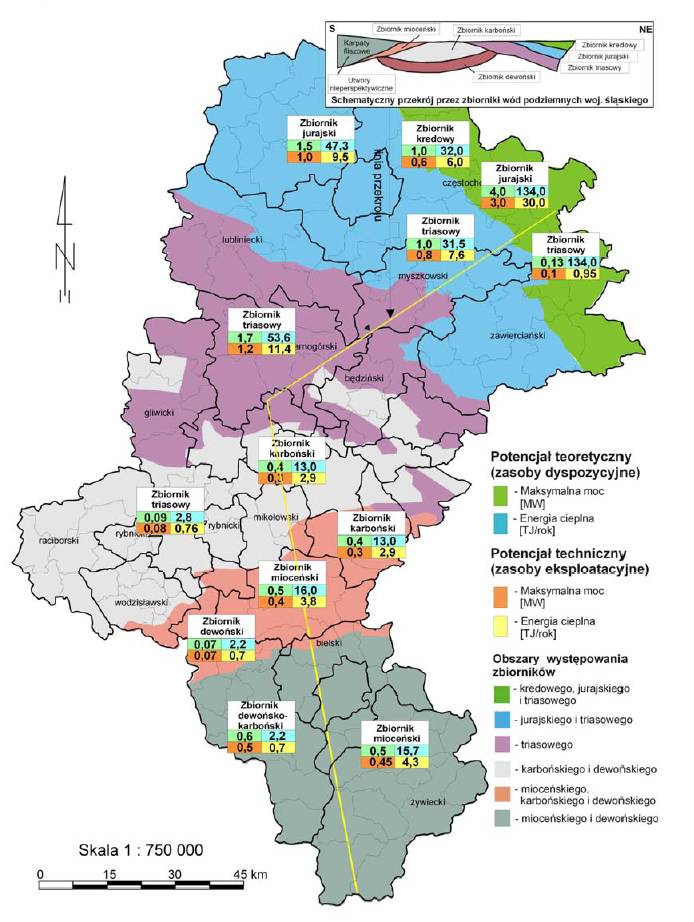 S
NE
Zbiornik mioceński
Zbiornik karboński
Karpaty
fliszowe
Zbiornik kredowy
Zbiornik jurajski
Zbiornik triasowy
Zbiornik dewoński
Utwory
nieperspektywiczne
Schematyczny przekrój przez zbiorniki wód podziemnych woj. śląskiego
Zbiornik
jurajski
1,5 47,3
1,0 9,5
Zbiornik
kredowy
1,0 32,0
0,6 6,0
linia przekroju
Zbiornik
jurajski
4,0 134,0
3,0 30,0
często
Zbiornik
triasowy
1,0 31,5
0,8 7,6
Zbiornik
triasowy
0,13 134,0
0,1 0,95
lubliniecki
myszkowski
Zbiornik
triasowy
1,7 53,6
1,2 11,4
arnogórski
zawierciański
będziński
gliwicki
N
Zbiornik
karboński
0,4 13,0
0,3 2,9
Zbiornik
triasowy
0,09 2,8
0,08 0,76
raciborski
rybnicki
rybnicki
mikołowski
Zbiornik
karboński
0,4 13,0
0,3 2,9
Zbiornik
mioceński
0,5 16,0
0,4 3,8
wodzisławski
Zbiornik
dewoński
0,07 2,2
0,07 0,7
bielski
Zbiornik
dewońsko-
karboński
0,6 2,2
0,5 0,7
Zbiornik
mioceński
0,5 15,7
0,45 4,3
żywiecki
Potencjał teoretyczny
(zasoby dyspozycyjne)
- Maksymalna moc
[MW]
- Energia cieplna
[TJ/rok]
Potencjał techniczny
(zasoby eksploatacyjne)
- Maksymalna moc
[MW]
- Energia cieplna
[TJ/rok]
Obszary występowania
zbiorników
- kredowego, jurajskiego
i triasowego
- jurajskiego i triasowego
- triasowego
- karbońskiego i dewońskiego
- mioceńskiego,
karbońskiego i dewońskiego
- mioceńskiego i dewońskiego
Skala 1 : 750 000
0 15 30 45 km